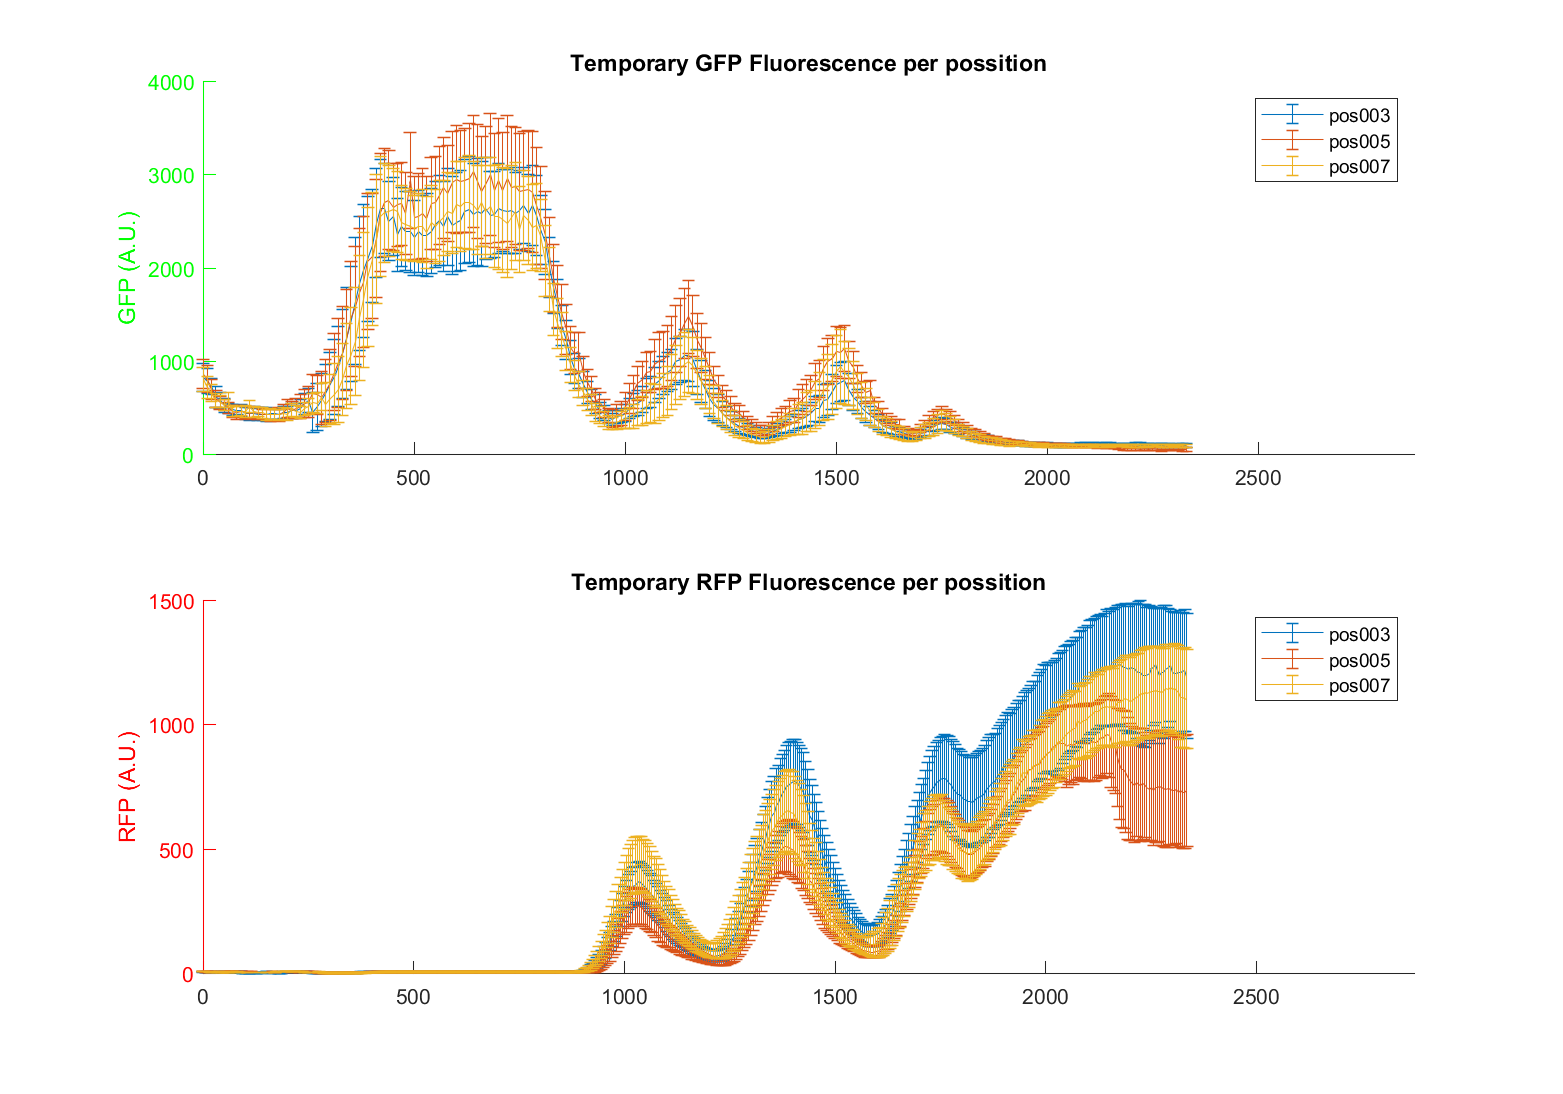 Temporary GFP Fluorescence per possition
4000
3000
2000
1000
0
GFP (A.U.)
0 500 1000 1500 2000 2500
pos003
pos005
pos007
Temporary RFP Fluorescence per possition
1500
1000
500
0
RFP (A.U.)
0 500 1000 1500 2000 2500
pos003
pos005
pos007